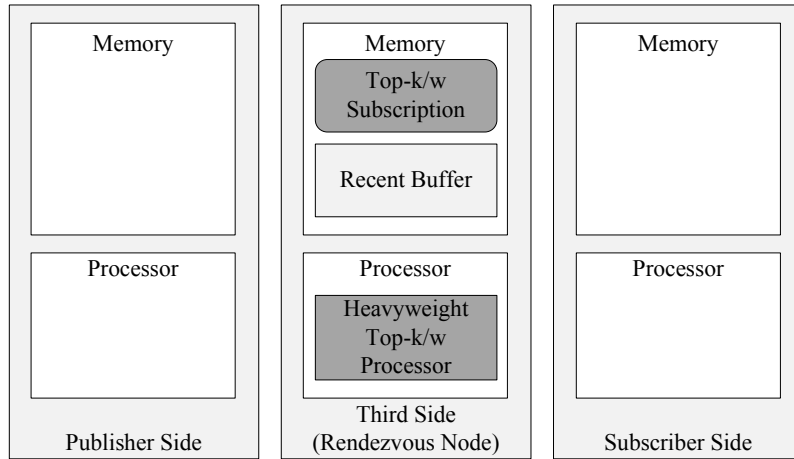 Memory
Processor
Publisher Side
Memory
Top-k/w
Subscription
Recent Buffer
Processor
Heavyweight
Top-k/w
Processor
Third Side
(Rendezvous Node)
Memory
Processor
Subscriber Side